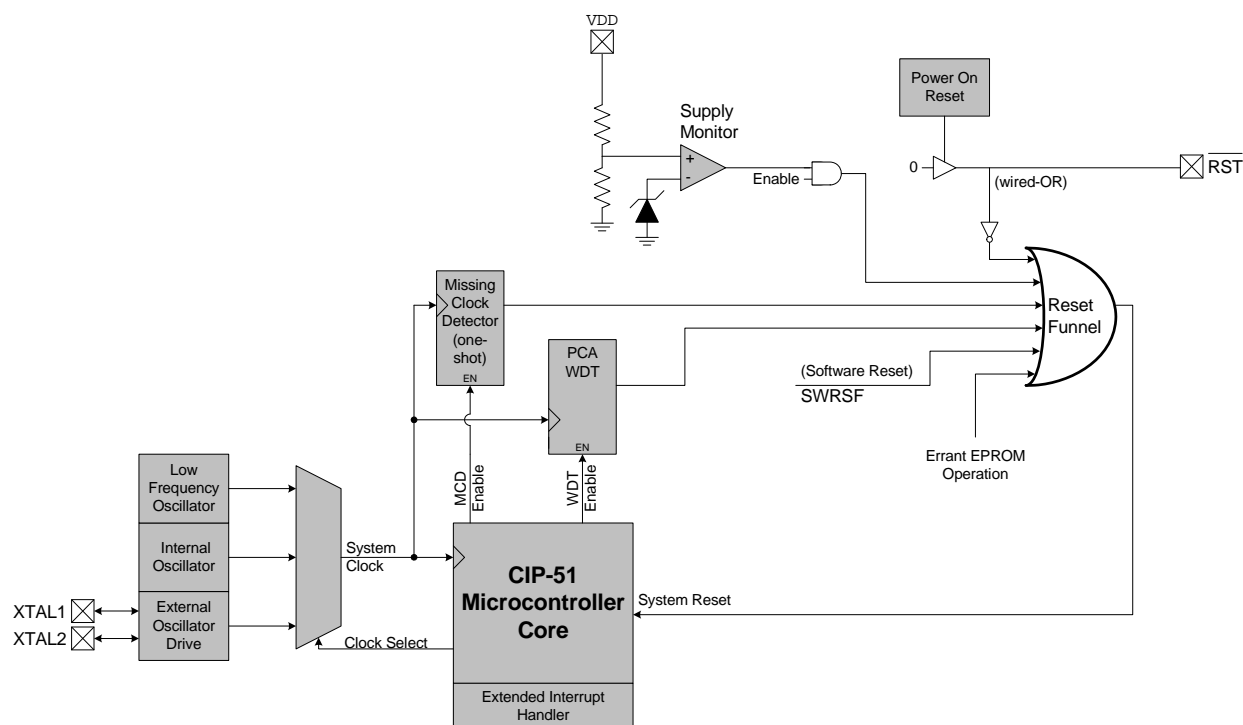 VDD
Power On
Reset
Supply
Monitor
+
-
Enable
0
(wired-OR)
RST
Missing
Clock
Detector
(one-
shot)
EN
Reset
Funnel
PCA
WDT
EN
(Software Reset)
SWRSF
Errant EPROM
Operation
MCD
Enable
WDT
Enable
Low
Frequency
Oscillator
Internal
Oscillator
External
Oscillator
Drive
XTAL1
XTAL2
System
Clock
Clock Select
CIP-51
Microcontroller
Core
System Reset
Extended Interrupt
Handler